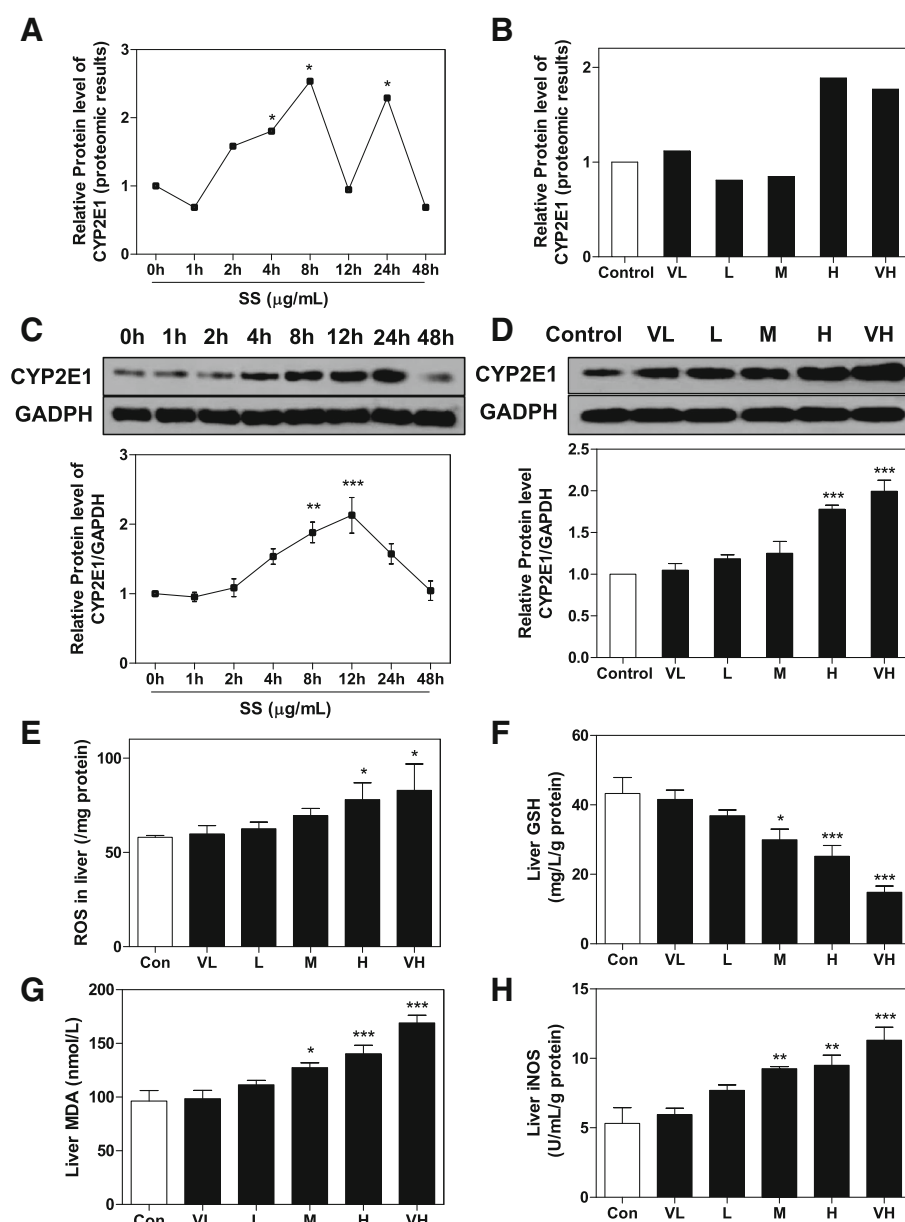 A
Relative Protein level of
CYP2E1 (proteomic results)
3
2
1
0
*
*
*
0h 1h 2h 4h 8h 12h 24h 48h
SS (μg/mL)
B
Relative Protein level of
CYP2E1 (proteomic results)
2
1
0
Control VL L M H VH
C
0h 1h 2h 4h 8h 12h 24h 48h
CYP2E1
GADPH
Relative Protein level of
CYP2E1/GAPDH
3
2
1
0
**
***
0h 1h 2h 4h 8h 12h 24h 48h
SS (μg/mL)
D
Control VL L M H VH
CYP2E1
GADPH
Relative Protein level
CYP2E1/GAPDH
2.5
2.0
1.5
1.0
0.5
0.0
***
***
Control VL L M H VH
E
ROS in liver (/mg protein)
100
50
0
*
*
Con VL L M H VH
F
Liver GSH
(mg/L/g protein)
60
40
20
0
*
***
***
Con VL L M H VH
G
Liver MDA (nmol/L)
200
150
100
50
0
*
***
***
Con VL L M H VH
H
Liver iNOS
(U/mL/g protein)
15
10
5
0
**
**
***
Con VL L M H VH